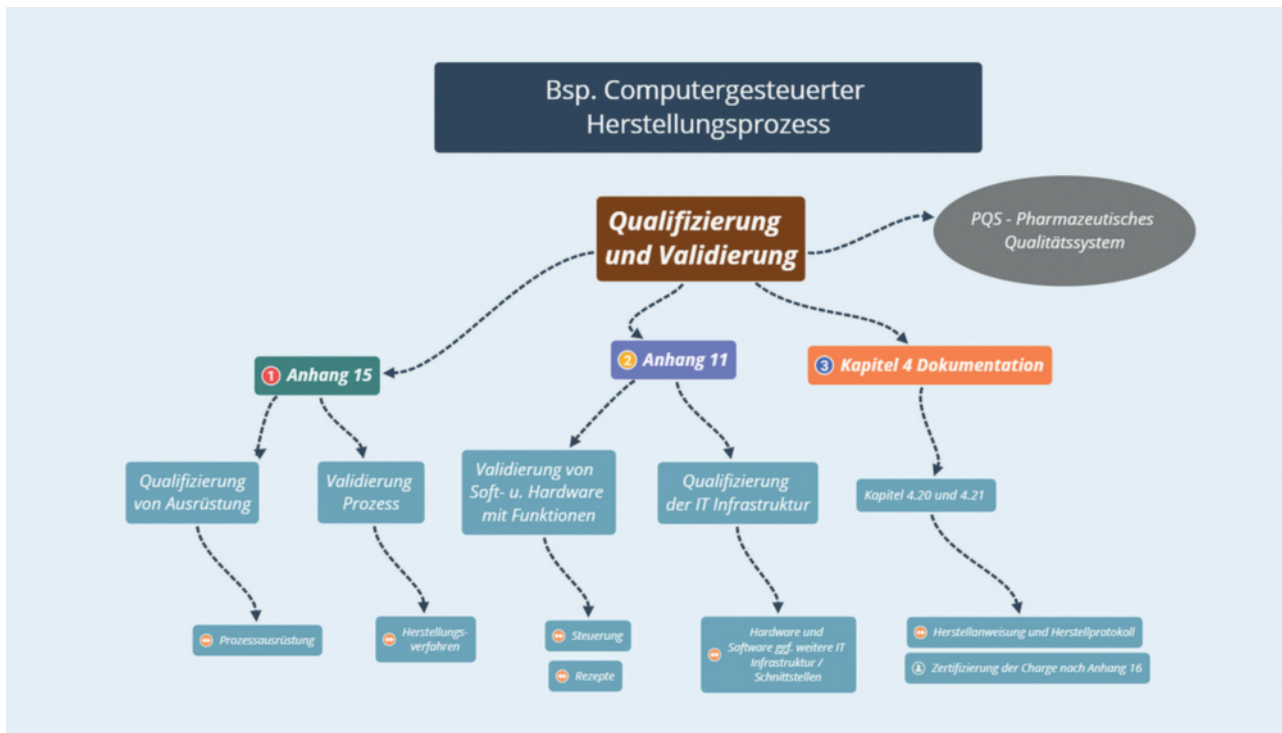 Bsp. Computergesteuerter
Herstellungsprozess
Qualifizierung
und Validierung
PQS - Pharmazeutisches
Qualitätssystem
1 Anhang 15
2 Anhang 11
3 Kapitel 4 Dokumentation
Qualifizierung
von Ausrüstung
Validierung
Prozess
Validierung von
Soft- u. Hardware
mit Funktionen
Qualifizierung
der IT Infrastruktur
Kapitel 4.20 und 4.21
Prozessausrüstung
Herstellungs-
verfahren
Steuerung
Rezepte
Hardware und
Software ggf. weitere IT
Infrastruktur /
Schnittstellen
Herstellanweisung und Herstellprotokoll
Zertifizierung der Charge nach Anhang 16